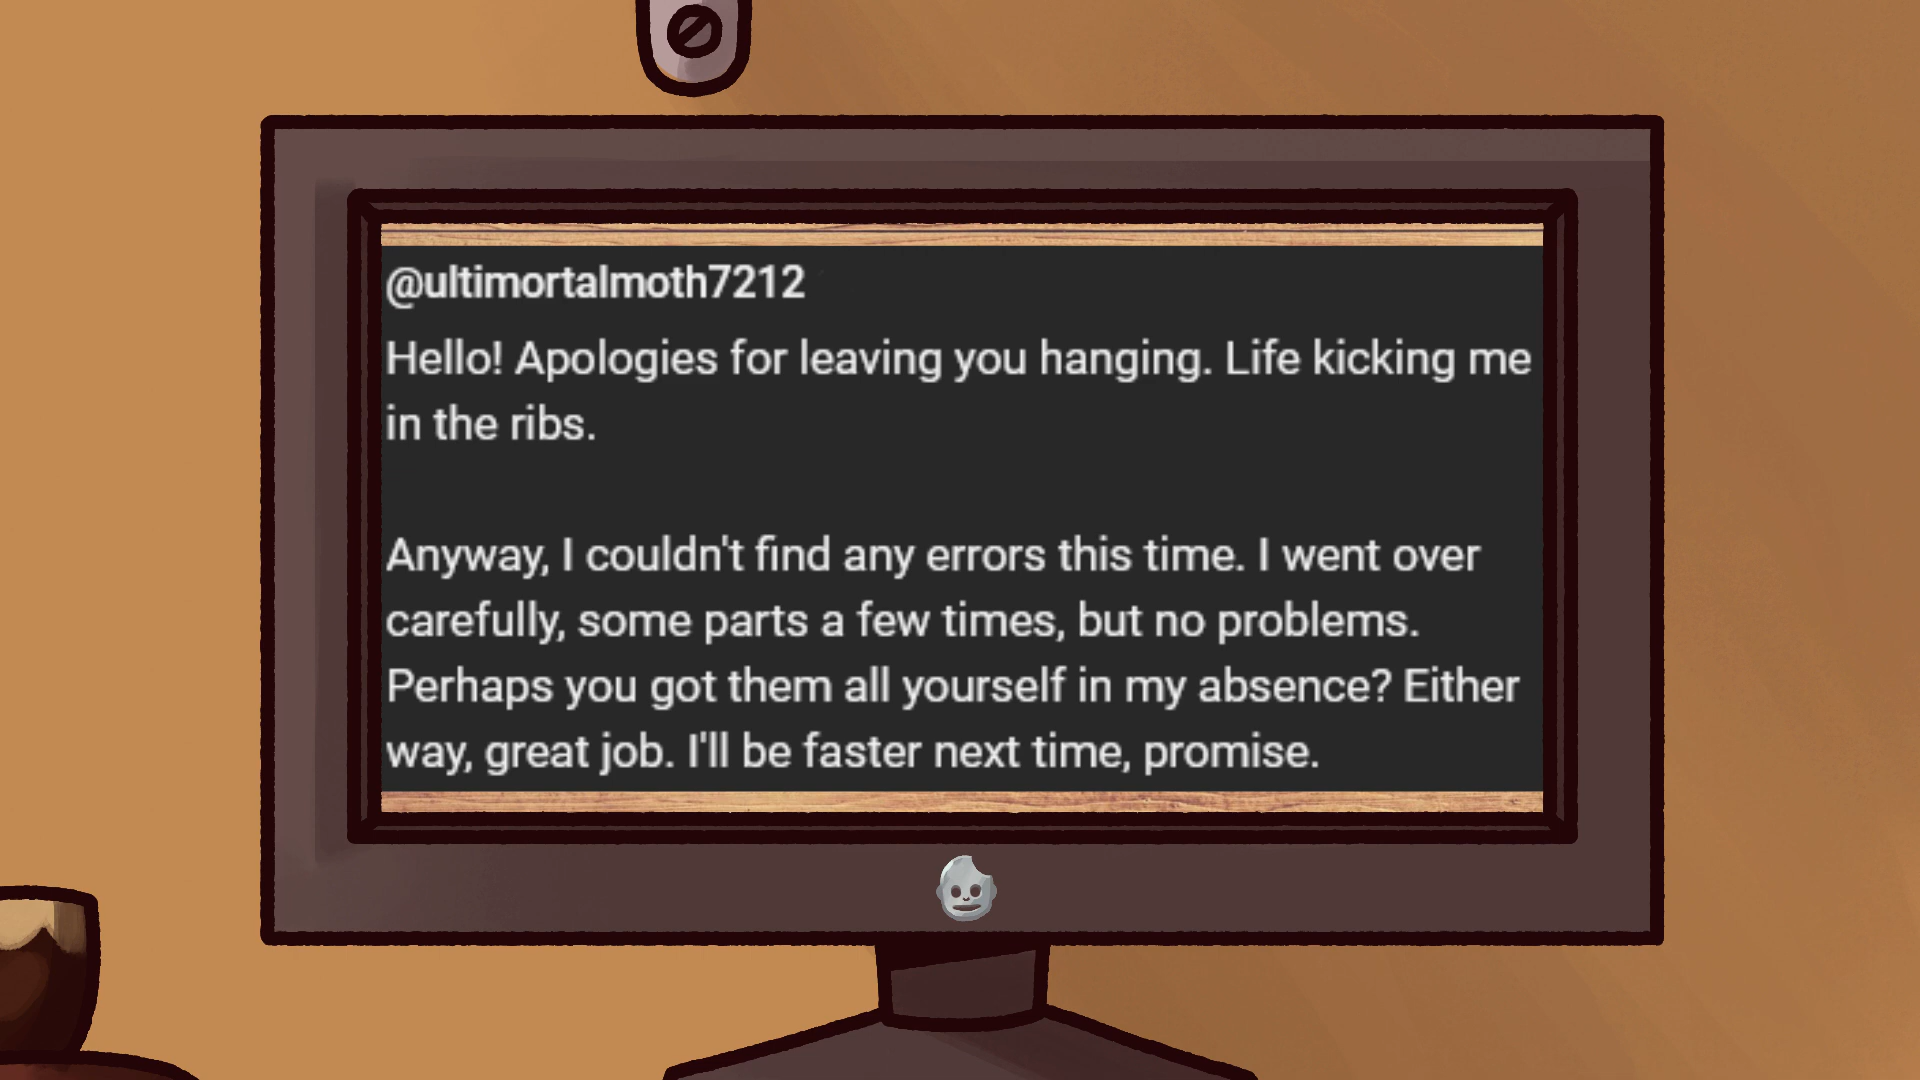 @ultimortalmoth7212
Hello! Apologies for leaving you hanging. Life kicking me
in the ribs.
Anyway, I couldn't find any errors this time. I went over
carefully, some parts a few times, but no problems.
Perhaps you got them all yourself in my absence? Either
way, great job. I'll be faster next time, promise.